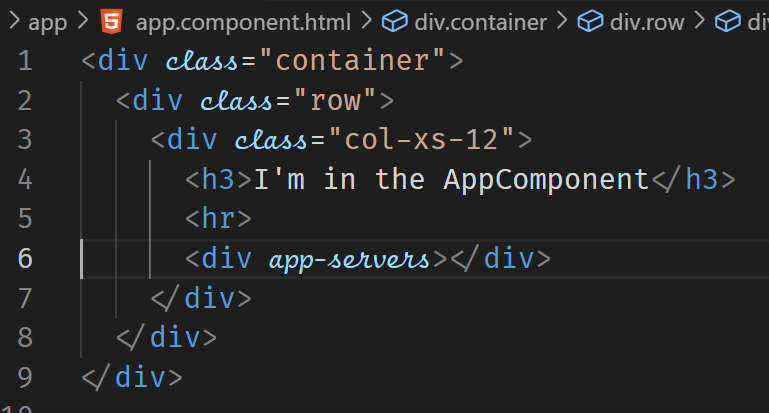 > app > 5 app.component.html > div.container > div.row > di
1 <div class="container">
2 <div class="row">
3 <div class="col-xs-12">
4 <h3>I'm in the AppComponent</h3>
5 <hr>
6 <div app-servers></div>
7 </div>
8 </div>
9 </div>
10